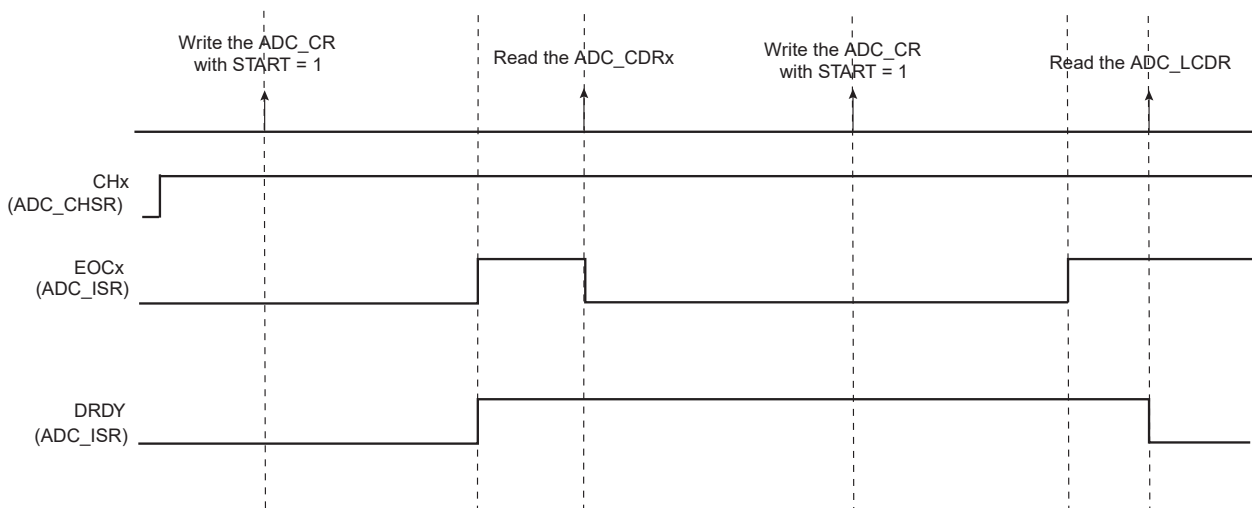 Write the ADC_CR
with START = 1
Read the ADC_CDRx
Write the ADC_CR
with START = 1
Read the ADC_LCDR
CHx
(ADC_CHSR)
EOCx
(ADC_ISR)
DRDY
(ADC_ISR)